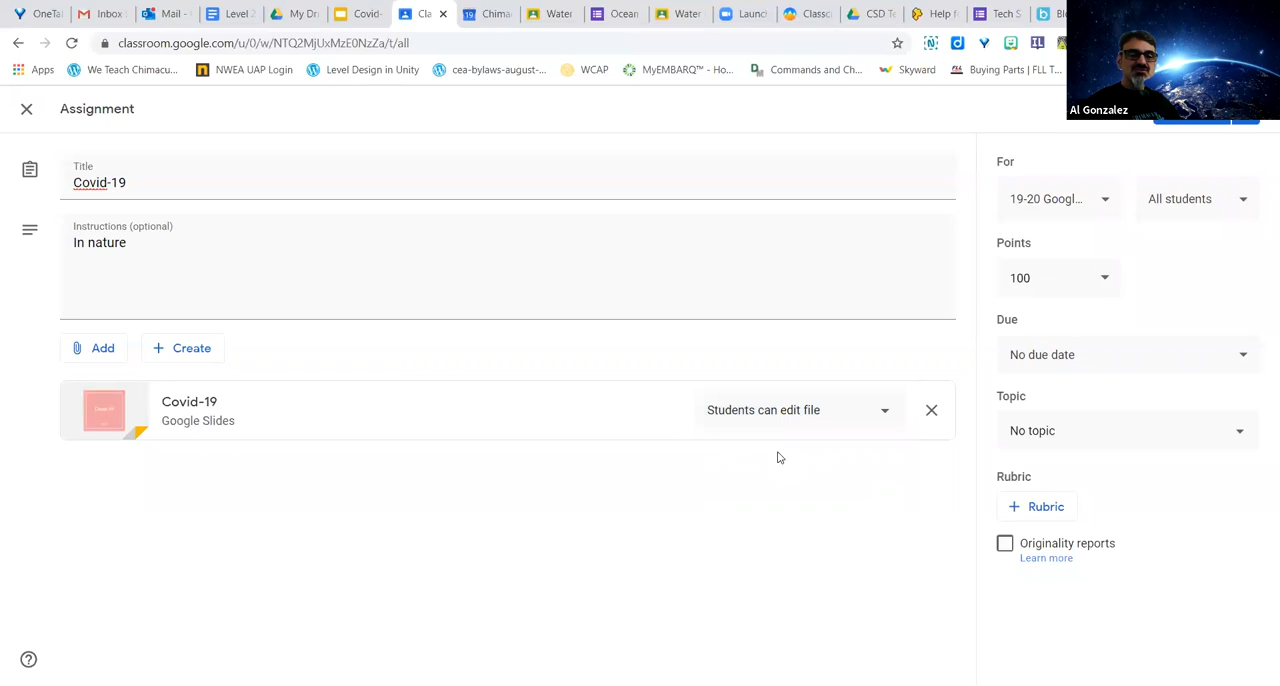 OneTal
Inbox
Mail -
Level 2
My Dri
Covid-
Cla
Chima
Water
Ocean
Water
Launc
Classr
CSD Te
Help f
Tech S
classroom.google.com/u/0/w/NTQ2MjUxMzE0NzZa/t/all
Apps
We Teach Chimacu...
NWEA UAP Login
Level Design in Unity
cea-bylaws-august-...
WCAP
MyEMBARQ™ - Ho...
Commands and Ch...
Skyward
Buying Parts | FLL T...
Al Gonzalez
Assignment
Title
Covid-19
Instructions (optional)
In nature
Add
Create
Covid-19
Google Slides
Students can edit file
For
19-20 Googl...
All students
Points
100
Due
No due date
Topic
No topic
Rubric
Rubric
Originality reports
Learn more